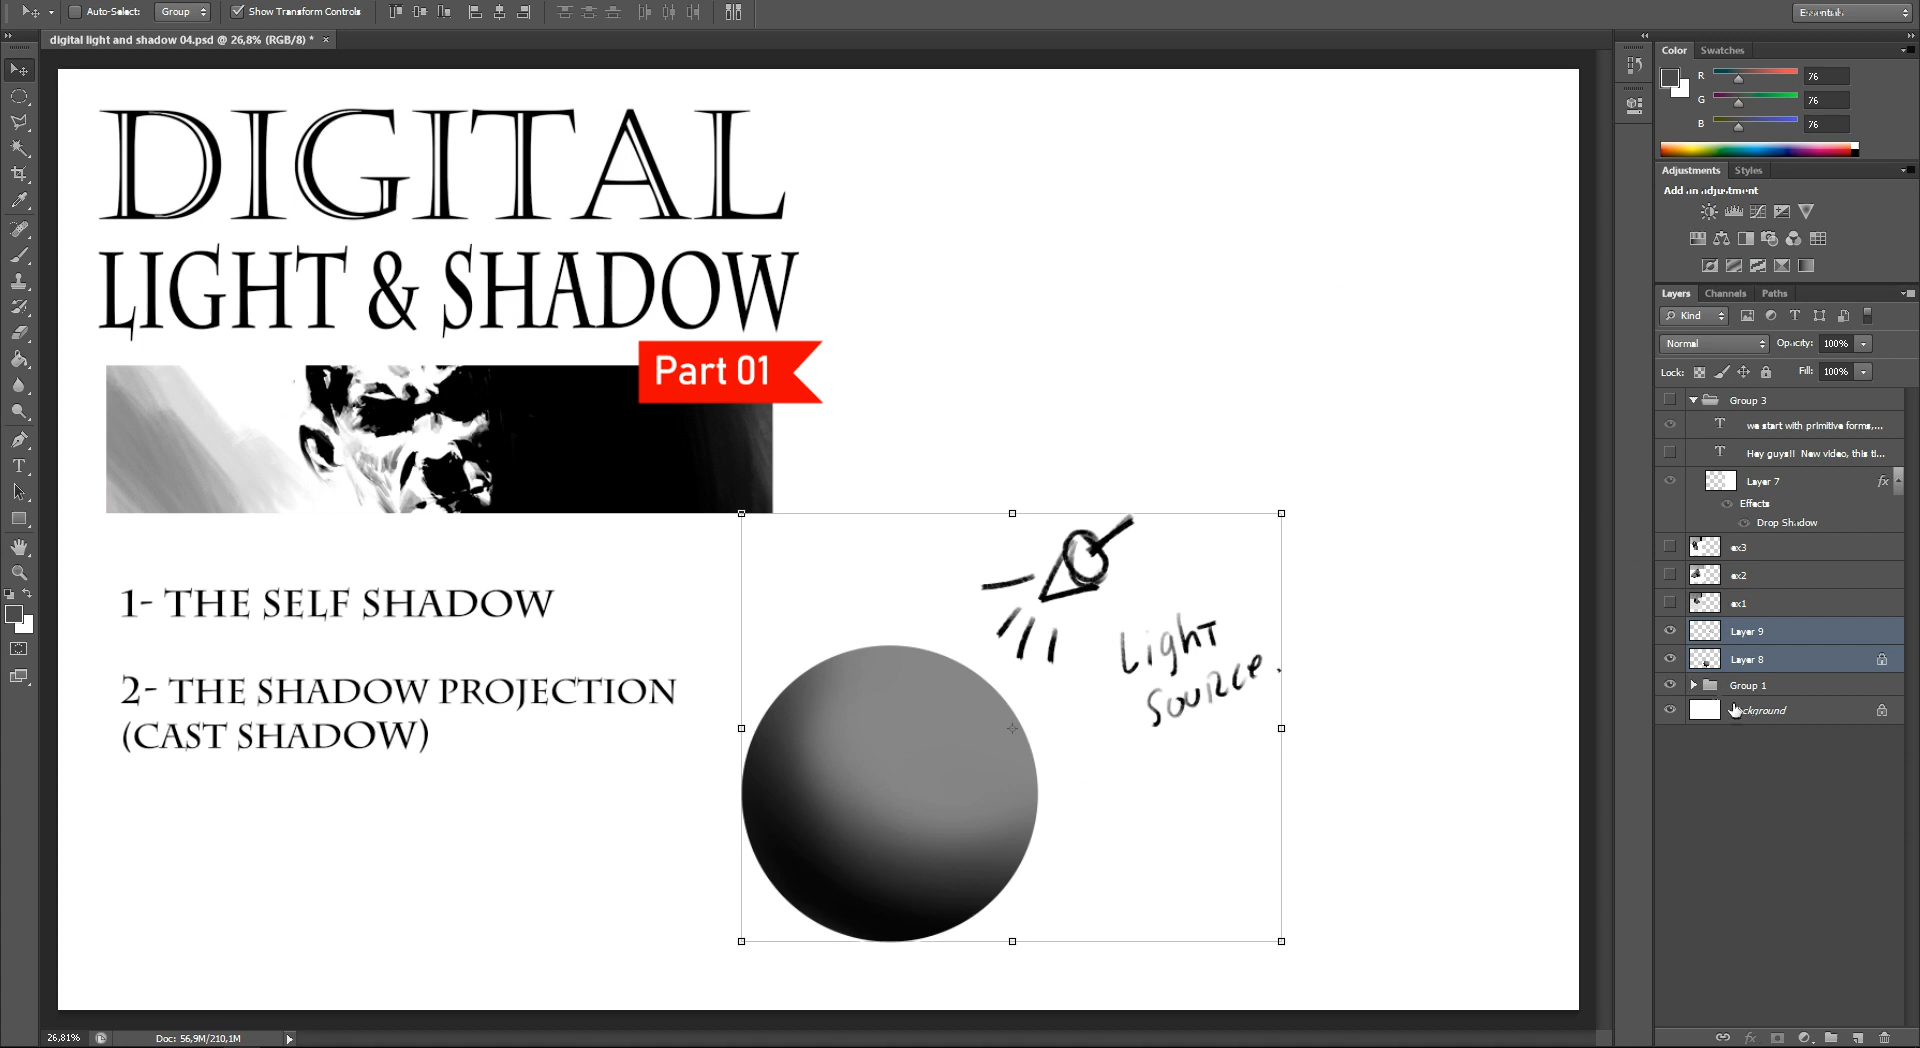 Auto-Select: Group Show Transform Controls Essentials
digital light and shadow 04.psd @ 26,8% (RGB/8) * ×
Color Swatches
R 76
G 76
B 76
Adjustments Styles
Add an adjustment
Layers Channels Paths
Kind
Normal Opacity: 100%
Lock: Fill: 100%
Group 3
we start with primitive forms,...
Hey guys!! New video, this ti...
Layer 7 fx
Effects
Drop Shadow
ex3
ex2
ex1
Layer 9
Layer 8
Group 1
DIGITAL
LIGHT & SHADOW
Part 01
1- THE SELF SHADOW
2- THE SHADOW PROJECTION
(CAST SHADOW)
Light
Source.
26,81% Doc: 56,9M/210,1M